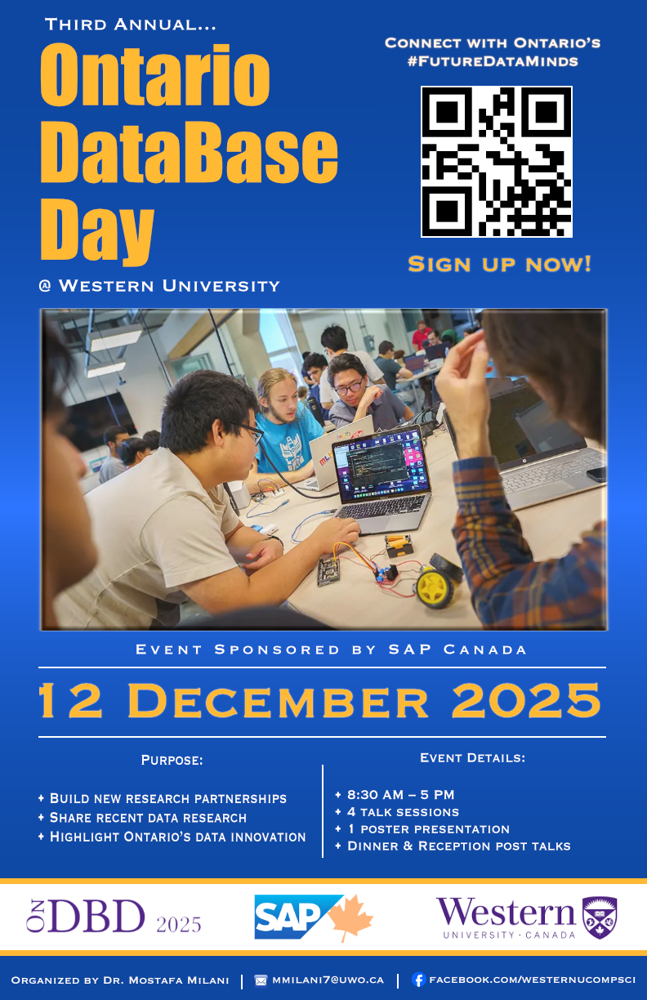 Third Annual...
Ontario
DataBase
Day
@ Western University
Connect with Ontario's
#FutureDataMinds
Sign up now!
Event Sponsored by SAP Canada
12 December 2025
Purpose:
+ Build new research partnerships
+ Share recent data research
+ Highlight Ontario's data innovation
Event Details:
+ 8:30 AM – 5 PM
+ 4 talk sessions
+ 1 poster presentation
+ Dinner & Reception post talks
ON DBD 2025
SAP
Western
UNIVERSITY · CANADA
Organized by Dr. Mostafa Milani | mmilani7@uwo.ca | facebook.com/westernucompsci